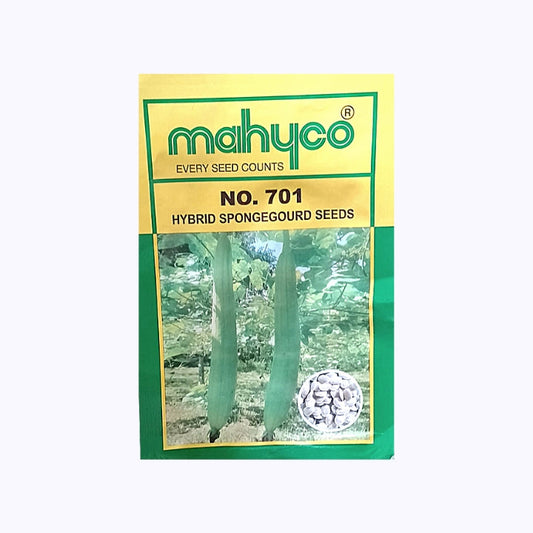 mahyco ®
EVERY SEED COUNTS
NO. 701
HYBRID SPONGEGOURD SEEDS